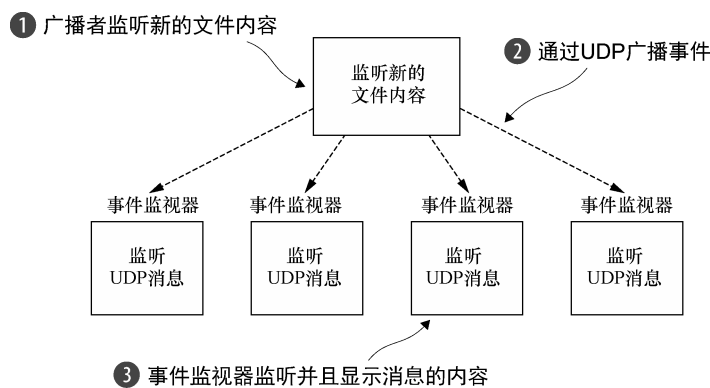 1 广播者监听新的文件内容
2 通过UDP广播事件
监听新的
文件内容
事件监视器
事件监视器
事件监视器
事件监视器
监听
UDP消息
监听
UDP消息
监听
UDP消息
监听
UDP消息
3 事件监视器监听并且显示消息的内容